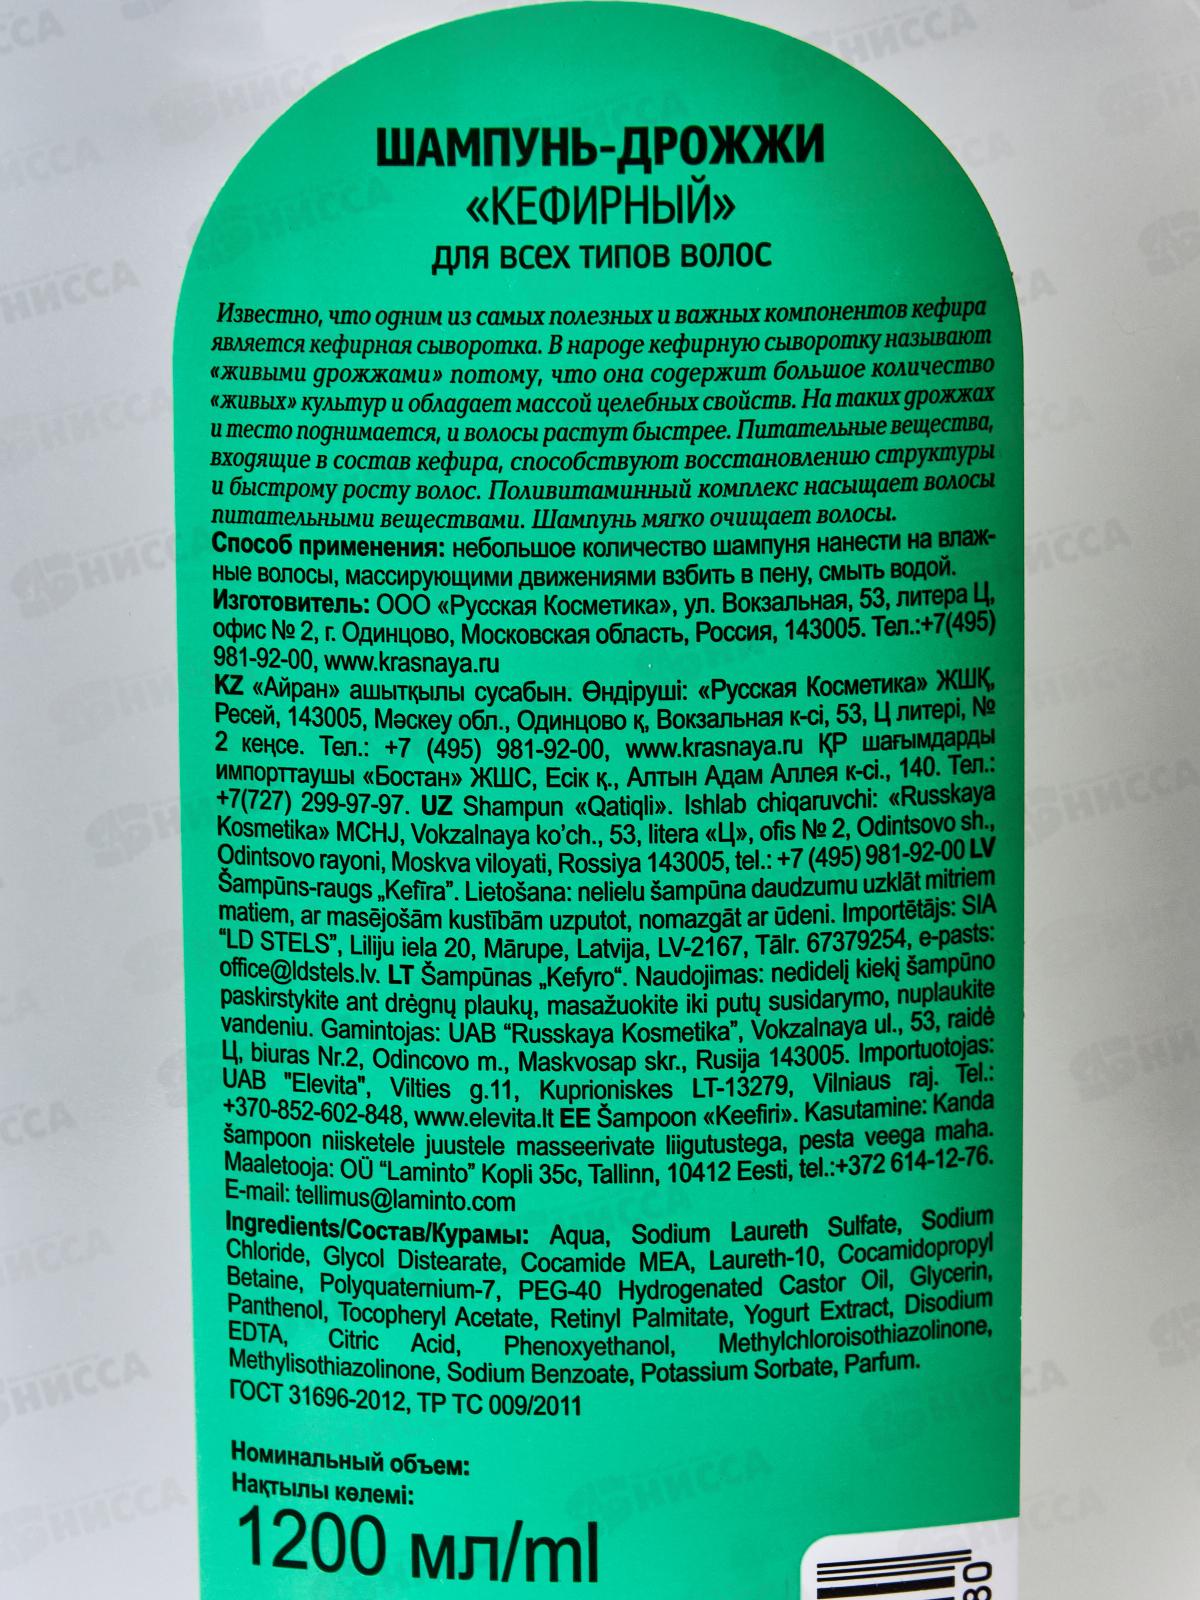 ШАМПУНЬ-ДРОЖЖИ
«КЕФИРНЫЙ»
для всех типов волос
Известно, что одним из самых полезных и важных компонентов кефира
является кефирная сыворотка. В народе кефирную сыворотку называют
«живыми дрожжами» потому, что она содержит большое количество
«живых» культур и обладает массой целебных свойств. На таких дрожжах
и тесто поднимается, и волосы растут быстрее. Питательные вещества,
входящие в состав кефира, способствуют восстановлению структуры
и быстрому росту волос. Поливитаминный комплекс насыщает волосы
питательными веществами. Шампунь мягко очищает волосы.
Способ применения: небольшое количество шампуня нанести на влаж-
ные волосы, массирующими движениями взбить в пену, смыть водой.
Изготовитель: ООО «Русская Косметика», ул. Вокзальная, 53, литера Ц,
офис № 2, г. Одинцово, Московская область, Россия, 143005. Тел.:+7(495)
981-92-00, www.krasnaya.ru
KZ «Айран» ашытқылы сусабын. Өндіруші: «Русская Косметика» ЖШҚ,
Ресей, 143005, Мәскеу обл., Одинцово қ, Вокзальная к-сі, 53, Ц литері, №
2 кеңсе. Тел.: +7 (495) 981-92-00, www.krasnaya.ru ҚР шағымдарды
импорттаушы «Бостан» ЖШС, Есік қ., Алтын Адам Аллея к-сі., 140. Тел.:
+7(727) 299-97-97. UZ Shampun «Qatiqli». Ishlab chiqaruvchi: «Russkaya
Kosmetika» MCHJ, Vokzalnaya ko’ch., 53, litera «Ц», ofis № 2, Odintsovo sh.,
Odintsovo rayoni, Moskva viloyati, Rossiya 143005, tel.: +7 (495) 981-92-00 LV
Šampūns-raugs „Kefīra”. Lietošana: nelielu šampūna daudzumu uzklāt mitriem
matiem, ar masējošām kustībām uzputot, nomazgāt ar ūdeni. Importētājs: SIA
“LD STELS”, Liliju iela 20, Mārupe, Latvija, LV-2167, Tālr. 67379254, e-pasts:
office@ldstels.lv. LT Šampūnas „Kefyro“. Naudojimas: nedidelį kiekį šampūno
paskirstykite ant drėgnų plaukų, masažuokite iki putų susidarymo, nuplaukite
vandeniu. Gamintojas: UAB “Russkaya Kosmetika”, Vokzalnaya ul., 53, raidė
Ц, biuras Nr.2, Odincovo m., Maskvosap skr., Rusija 143005. Importuotojas:
UAB "Elevita", Vilties g.11, Kuprioniskes LT-13279, Vilniaus raj. Tel.:
+370-852-602-848, www.elevita.lt EE Šampoon «Keefiri». Kasutamine: Kanda
šampoon niisketele juustele masseerivate liigutustega, pesta veega maha.
Maaletooja: OÜ “Laminto” Kopli 35c, Tallinn, 10412 Eesti, tel.:+372 614-12-76.
E-mail: tellimus@laminto.com
Ingredients/Состав/Курамы: Aqua, Sodium Laureth Sulfate, Sodium
Chloride, Glycol Distearate, Cocamide MEA, Laureth-10, Cocamidopropyl
Betaine, Polyquaternium-7, PEG-40 Hydrogenated Castor Oil, Glycerin,
Panthenol, Tocopheryl Acetate, Retinyl Palmitate, Yogurt Extract, Disodium
EDTA, Citric Acid, Phenoxyethanol, Methylchloroisothiazolinone,
Methylisothiazolinone, Sodium Benzoate, Potassium Sorbate, Parfum.
ГОСТ 31696-2012, ТР ТС 009/2011
Номинальный объем:
Нақтылы көлемі:
1200 мл/ml